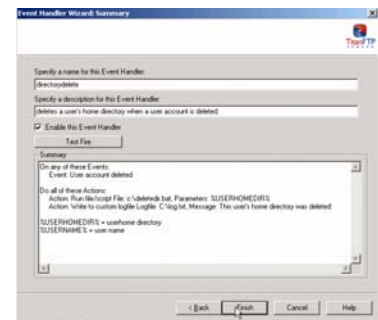 Event Handler Wizard: Summary
TitanFTP
SERVER
Specify a name for this Event Handler:
directorydelete
Specify a description for this Event Handler:
deletes a user's home directory when a user account is deleted
Enable this Event Handler
Test Fire
Summary
On any of these Events:
Event: User account deleted
Do all of these Actions:
Action: Run file/script File: c:\deletedir.bat, Parameters: %USERHOMEDIR%
Action: Write to custom logfile Logfile: C:\log.txt, Message: This user's home directory was deleted:
%USERHOMEDIR% = userhome directory
%USERNAME% = user name
< Back
Finish
Cancel
Help